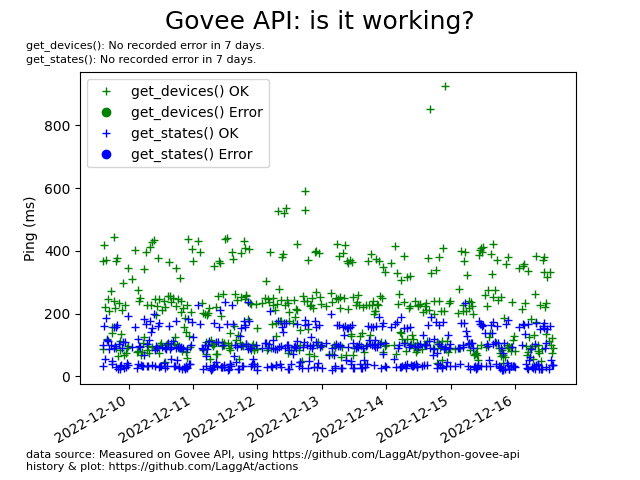 Govee API: is it working?
get_devices(): No recorded error in 7 days.
get_states(): No recorded error in 7 days.
get_devices() OK
get_devices() Error
get_states() OK
get_states() Error
Ping (ms)
800
600
400
200
0
2022-12-10
2022-12-11
2022-12-12
2022-12-13
2022-12-14
2022-12-15
2022-12-16
data source: Measured on Govee API, using https://github.com/LaggAt/python-govee-api
history & plot: https://github.com/LaggAt/actions